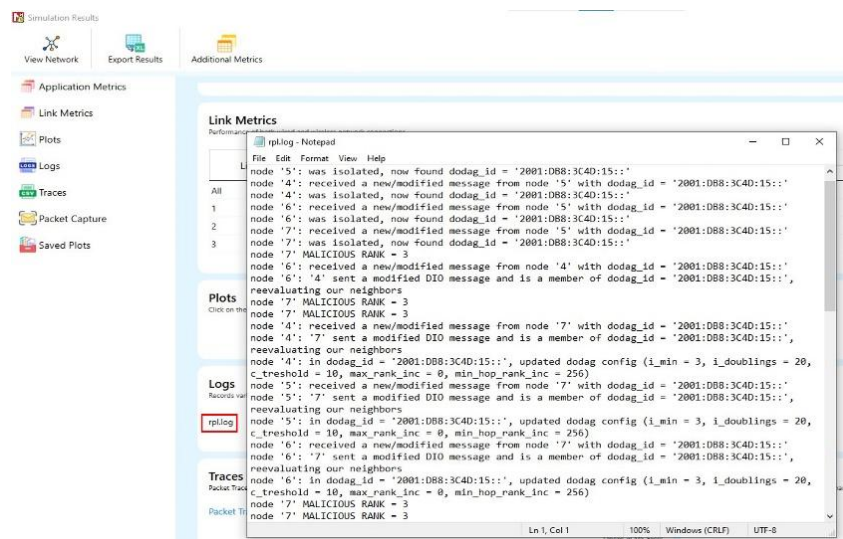 Simulation Results
View Network
Export Results
Additional Metrics
Application Metrics
Link Metrics
Plots
Logs
Traces
Packet Capture
Saved Plots
Link Metrics
All
1
2
3
Plots
Click on the
Logs
rpl.log
Traces
Packet Trace
Packet Tr
rpl.log - Notepad
File Edit Format View Help
node '5': was isolated, now found dodag_id = '2001:DB8:3C4D:15::'
node '4': received a new/modified message from node '5' with dodag_id = '2001:DB8:3C4D:15::'
node '4': was isolated, now found dodag_id = '2001:DB8:3C4D:15::'
node '6': received a new/modified message from node '5' with dodag_id = '2001:DB8:3C4D:15::'
node '6': was isolated, now found dodag_id = '2001:DB8:3C4D:15::'
node '7': received a new/modified message from node '5' with dodag_id = '2001:DB8:3C4D:15::'
node '7': was isolated, now found dodag_id = '2001:DB8:3C4D:15::'
node '7' MALICIOUS RANK = 3
node '6': received a new/modified message from node '4' with dodag_id = '2001:DB8:3C4D:15::'
node '6': '4' sent a modified DIO message and is a member of dodag_id = '2001:DB8:3C4D:15::',
reevaluating our neighbors
node '7' MALICIOUS RANK = 3
node '7' MALICIOUS RANK = 3
node '4': received a new/modified message from node '7' with dodag_id = '2001:DB8:3C4D:15::'
node '4': '7' sent a modified DIO message and is a member of dodag_id = '2001:DB8:3C4D:15::',
reevaluating our neighbors
node '4': in dodag_id = '2001:DB8:3C4D:15::', updated dodag config (i_min = 3, i_doublings = 20,
c_treshold = 10, max_rank_inc = 0, min_hop_rank_inc = 256)
node '5': received a new/modified message from node '7' with dodag_id = '2001:DB8:3C4D:15::'
node '5': '7' sent a modified DIO message and is a member of dodag_id = '2001:DB8:3C4D:15::',
reevaluating our neighbors
node '5': in dodag_id = '2001:DB8:3C4D:15::', updated dodag config (i_min = 3, i_doublings = 20,
c_treshold = 10, max_rank_inc = 0, min_hop_rank_inc = 256)
node '6': received a new/modified message from node '7' with dodag_id = '2001:DB8:3C4D:15::'
node '6': '7' sent a modified DIO message and is a member of dodag_id = '2001:DB8:3C4D:15::',
reevaluating our neighbors
node '6': in dodag_id = '2001:DB8:3C4D:15::', updated dodag config (i_min = 3, i_doublings = 20,
c_treshold = 10, max_rank_inc = 0, min_hop_rank_inc = 256)
node '7' MALICIOUS RANK = 3
node '7' MALICIOUS RANK = 3
Ln 1, Col 1 100% Windows (CRLF) UTF-8